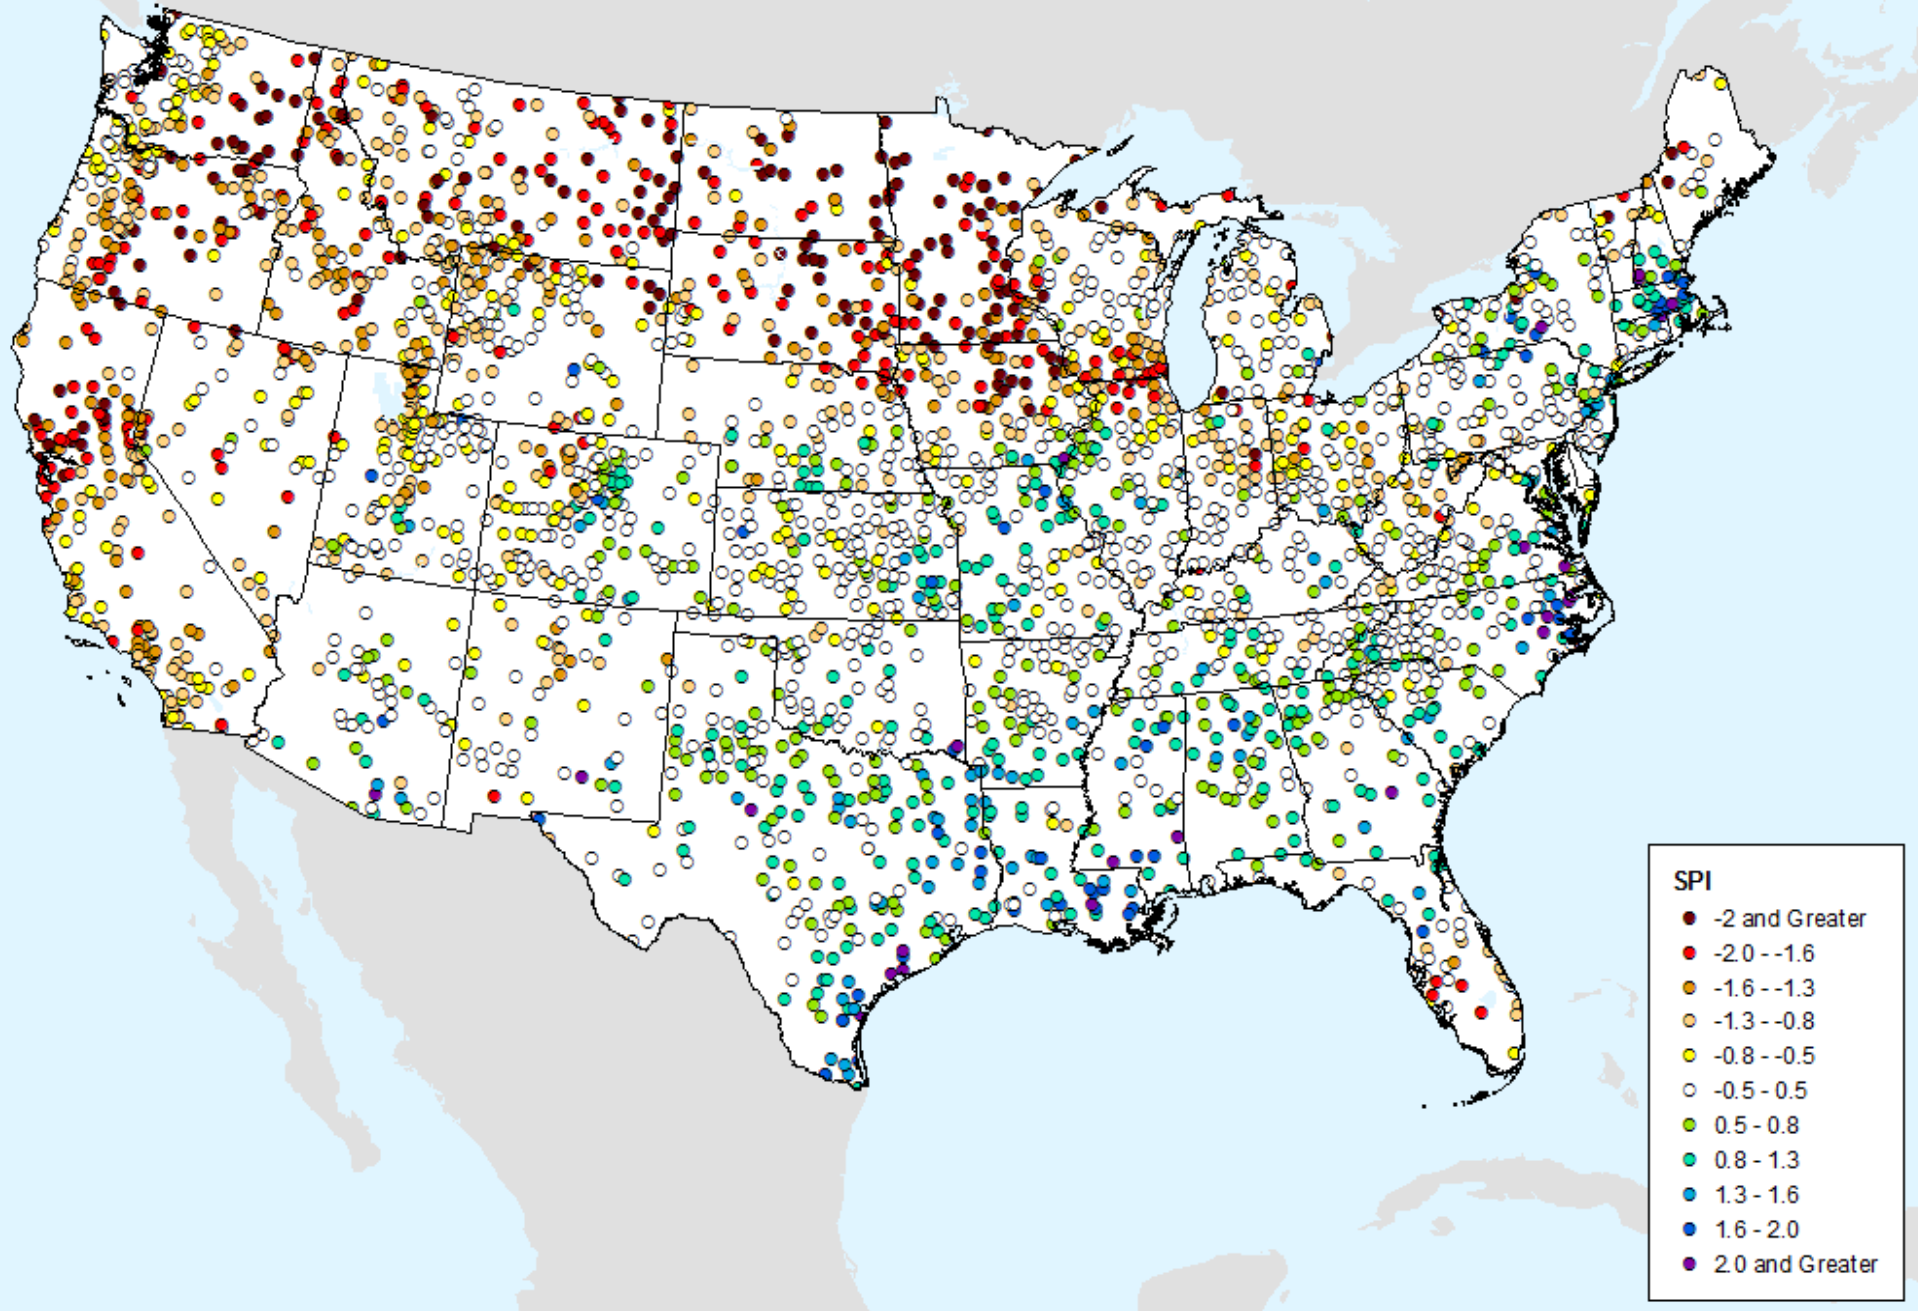 SPI
-2 and Greater
-2.0 - -1.6
-1.6 - -1.3
-1.3 - -0.8
-0.8 - -0.5
-0.5 - 0.5
0.5 - 0.8
0.8 - 1.3
1.3 - 1.6
1.6 - 2.0
2.0 and Greater